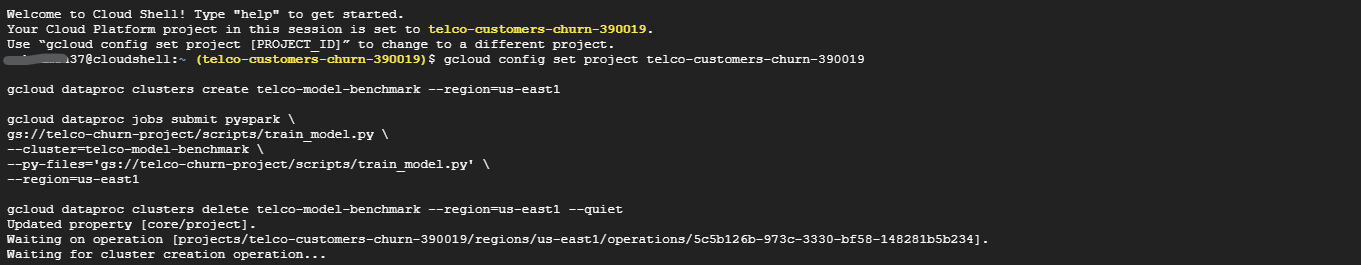 Welcome to Cloud Shell! Type "help" to get started.
Your Cloud Platform project in this session is set to telco-customers-churn-390019.
Use “gcloud config set project [PROJECT_ID]” to change to a different project.
37@cloudshell:~ (telco-customers-churn-390019)$ gcloud config set project telco-customers-churn-390019
gcloud dataproc clusters create telco-model-benchmark --region=us-east1
gcloud dataproc jobs submit pyspark \
gs://telco-churn-project/scripts/train_model.py \
--cluster=telco-model-benchmark \
--py-files='gs://telco-churn-project/scripts/train_model.py' \
--region=us-east1
gcloud dataproc clusters delete telco-model-benchmark --region=us-east1 --quiet
Updated property [core/project].
Waiting on operation [projects/telco-customers-churn-390019/regions/us-east1/operations/5c5b126b-973c-3330-bf58-148281b5b234].
Waiting for cluster creation operation...